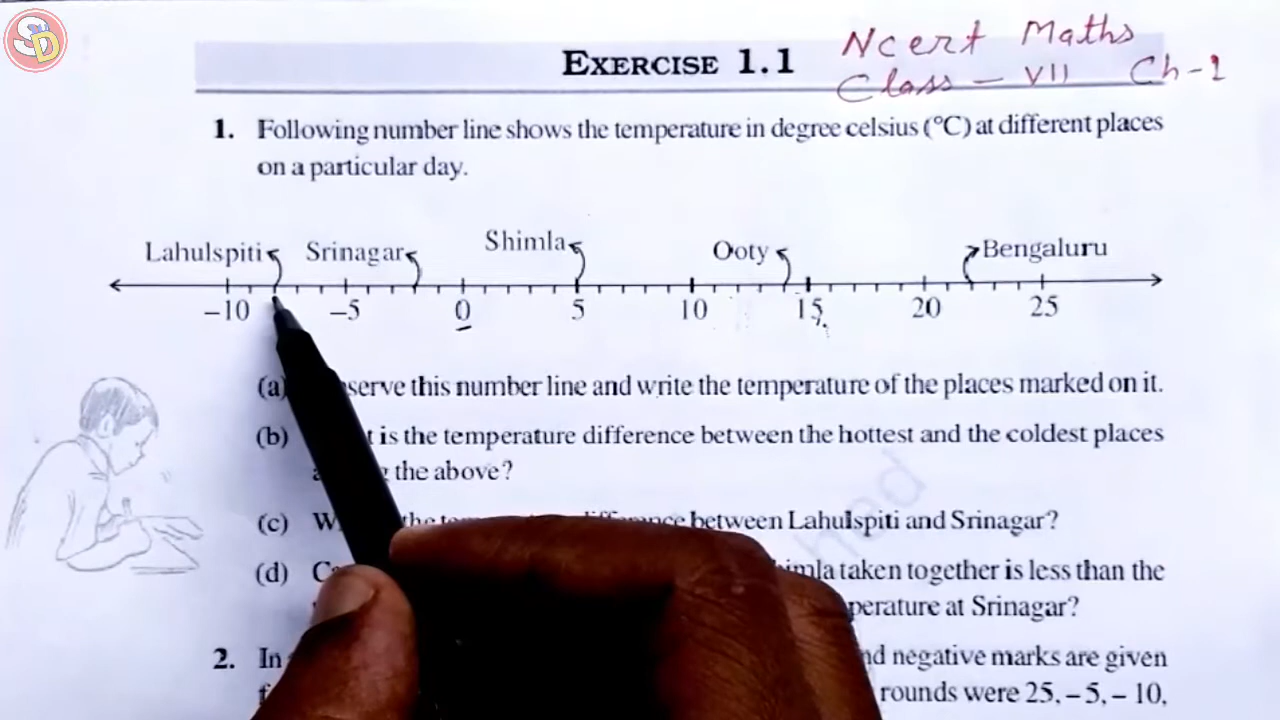 SD
EXERCISE 1.1
Ncert Maths
Class - VII Ch-1
1. Following number line shows the temperature in degree celsius (°C) at different places
on a particular day.
Lahulspiti Srinagar Shimla Ooty Bengaluru
–10 –5 0 5 10 15 20 25
(a) serve this number line and write the temperature of the places marked on it.
(b) t is the temperature difference between the hottest and the coldest places
the above?
(c) W the difference between Lahulspiti and Srinagar?
(d) C imla taken together is less than the
perature at Srinagar?
2. In nd negative marks are given
rounds were 25, – 5, – 10,